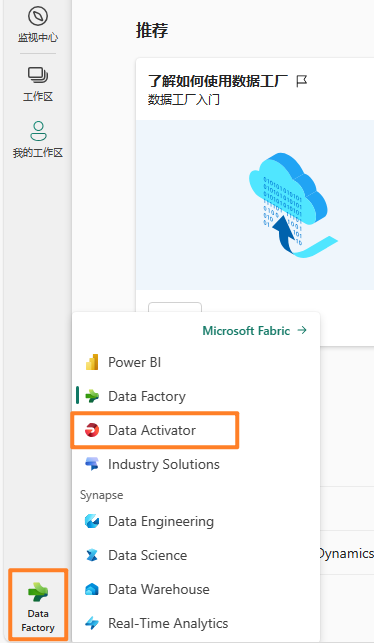 监视中心
工作区
我的工作区
推荐
了解如何使用数据工厂
数据工厂入门
Microsoft Fabric
Power BI
Data Factory
Data Activator
Industry Solutions
Synapse
Data Engineering
Data Science
Data Warehouse
Real-Time Analytics
Dynamics
Data
Factory